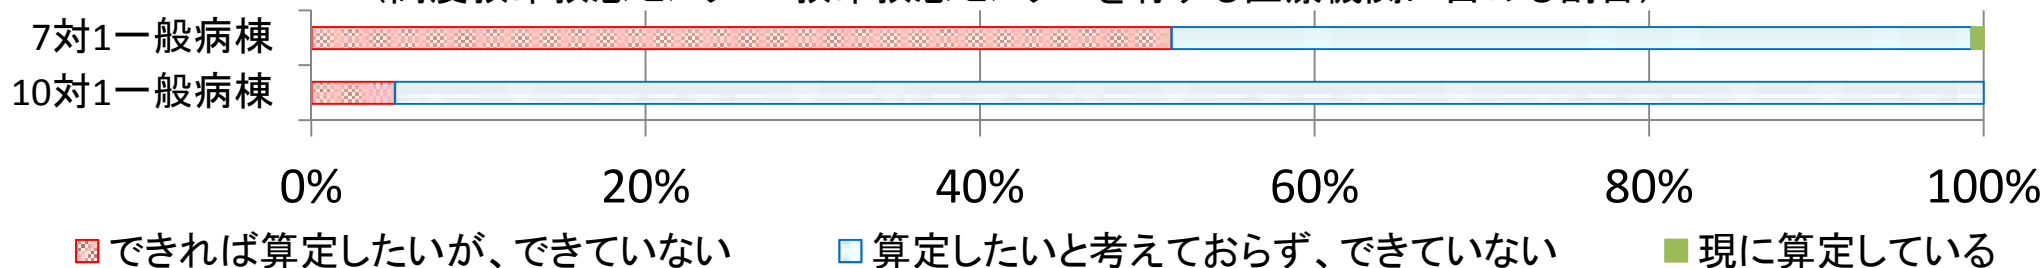 7対1一般病棟
10対1一般病棟
0% 20% 40% 60% 80% 100%
できれば算定したいが、できていない 算定したいと考えておらず、できていない 現に算定している